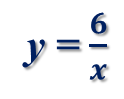 y = 6/x